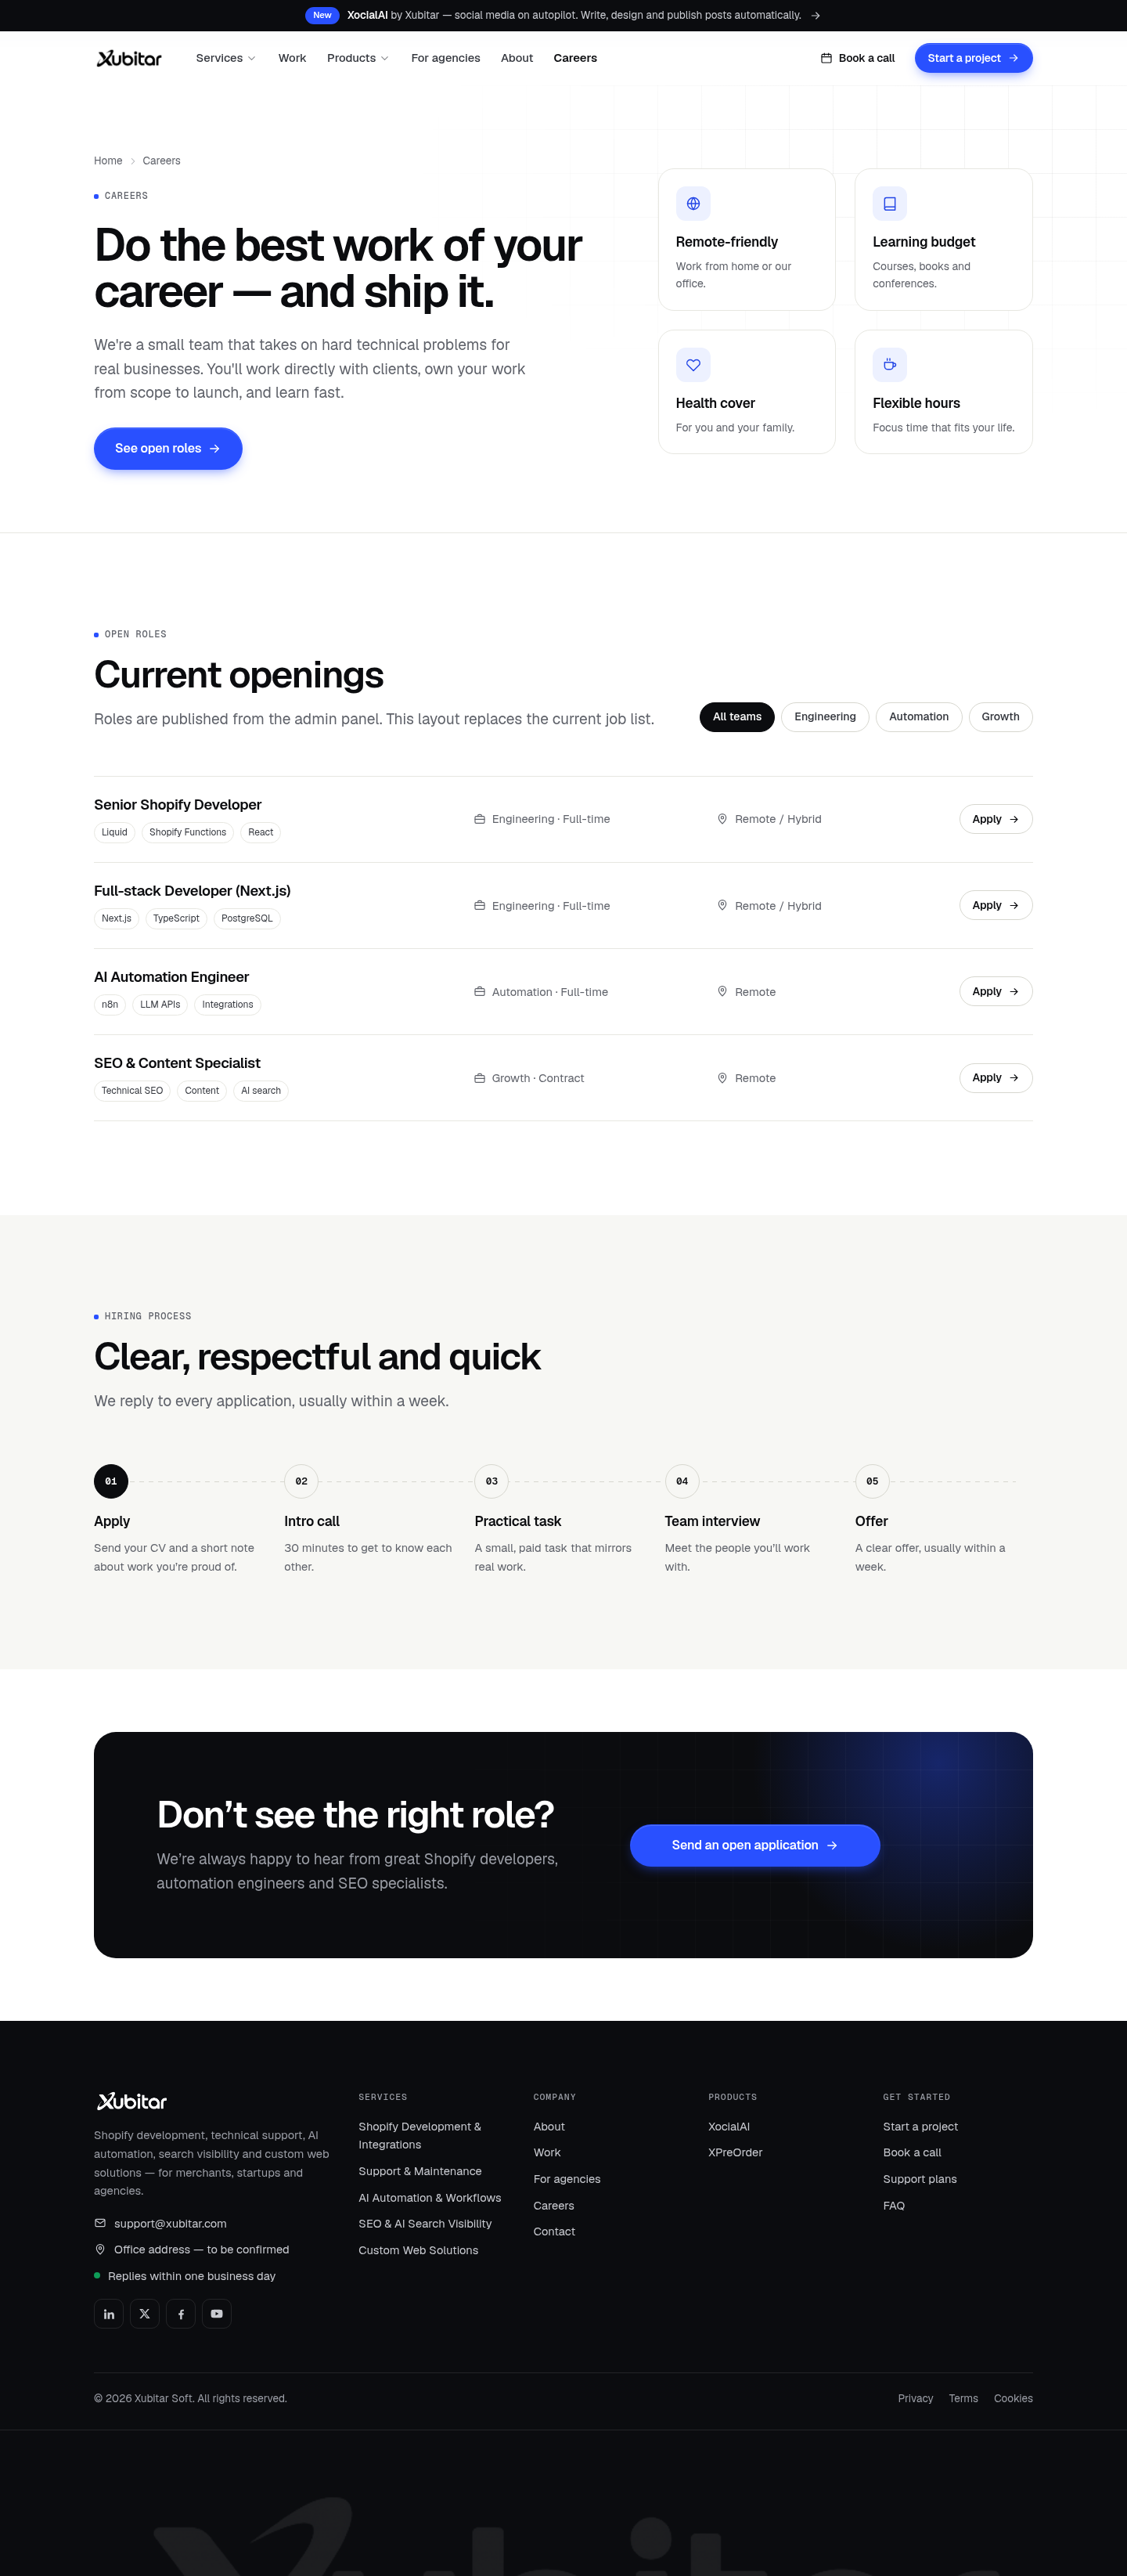 New XocialAI by Xubitar — social media on autopilot. Write, design and publish posts automatically. →
Xubitar Services Work Products For agencies About Careers Book a call Start a project →
Home > Careers
CAREERS
Do the best work of your
career — and ship it.
We're a small team that takes on hard technical problems for
real businesses. You'll work directly with clients, own your work
from scope to launch, and learn fast.
See open roles →
Remote-friendly
Work from home or our
office.
Learning budget
Courses, books and
conferences.
Health cover
For you and your family.
Flexible hours
Focus time that fits your life.
OPEN ROLES
Current openings
Roles are published from the admin panel. This layout replaces the current job list.
All teams Engineering Automation Growth
Senior Shopify Developer
Liquid Shopify Functions React
Engineering · Full-time
Remote / Hybrid
Apply →
Full-stack Developer (Next.js)
Next.js TypeScript PostgreSQL
Engineering · Full-time
Remote / Hybrid
Apply →
AI Automation Engineer
n8n LLM APIs Integrations
Automation · Full-time
Remote
Apply →
SEO & Content Specialist
Technical SEO Content AI search
Growth · Contract
Remote
Apply →
HIRING PROCESS
Clear, respectful and quick
We reply to every application, usually within a week.
01
Apply
Send your CV and a short note
about work you're proud of.
02
Intro call
30 minutes to get to know each
other.
03
Practical task
A small, paid task that mirrors
real work.
04
Team interview
Meet the people you'll work
with.
05
Offer
A clear offer, usually within a
week.
Don’t see the right role?
We’re always happy to hear from great Shopify developers,
automation engineers and SEO specialists.
Send an open application →
Xubitar
Shopify development, technical support, AI
automation, search visibility and custom web
solutions — for merchants, startups and
agencies.
support@xubitar.com
Office address — to be confirmed
Replies within one business day
SERVICES
Shopify Development &
Integrations
Support & Maintenance
AI Automation & Workflows
SEO & AI Search Visibility
Custom Web Solutions
COMPANY
About
Work
For agencies
Careers
Contact
PRODUCTS
XocialAI
XPreOrder
GET STARTED
Start a project
Book a call
Support plans
FAQ
© 2026 Xubitar Soft. All rights reserved.
Privacy Terms Cookies
Xubitar